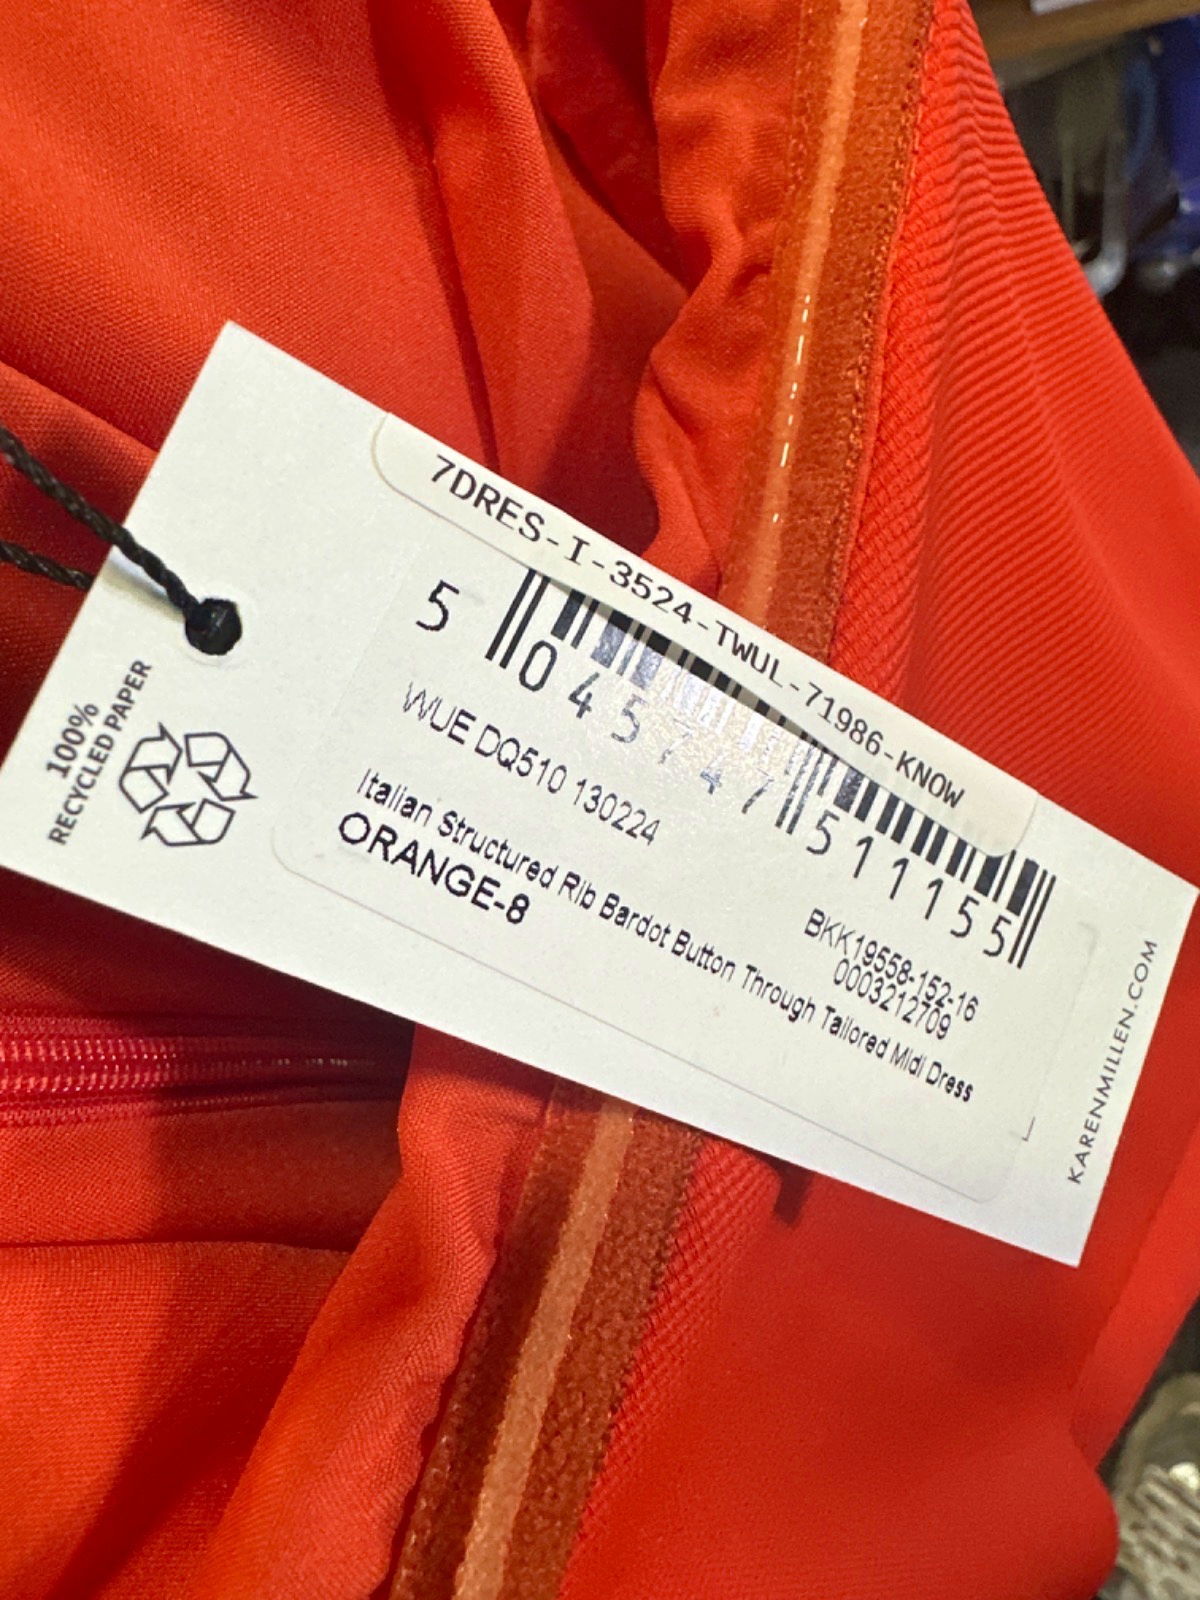 7DRES-I-3524-TWUL-71986-KNOW
5 045747 511155
WUE DQ510 130224
BKK19558-152-16
0003212709
Italian Structured Rib Bardot Button Through Tailored Midi Dress
ORANGE-8
100%
RECYCLED PAPER
KARENMILLEN.COM